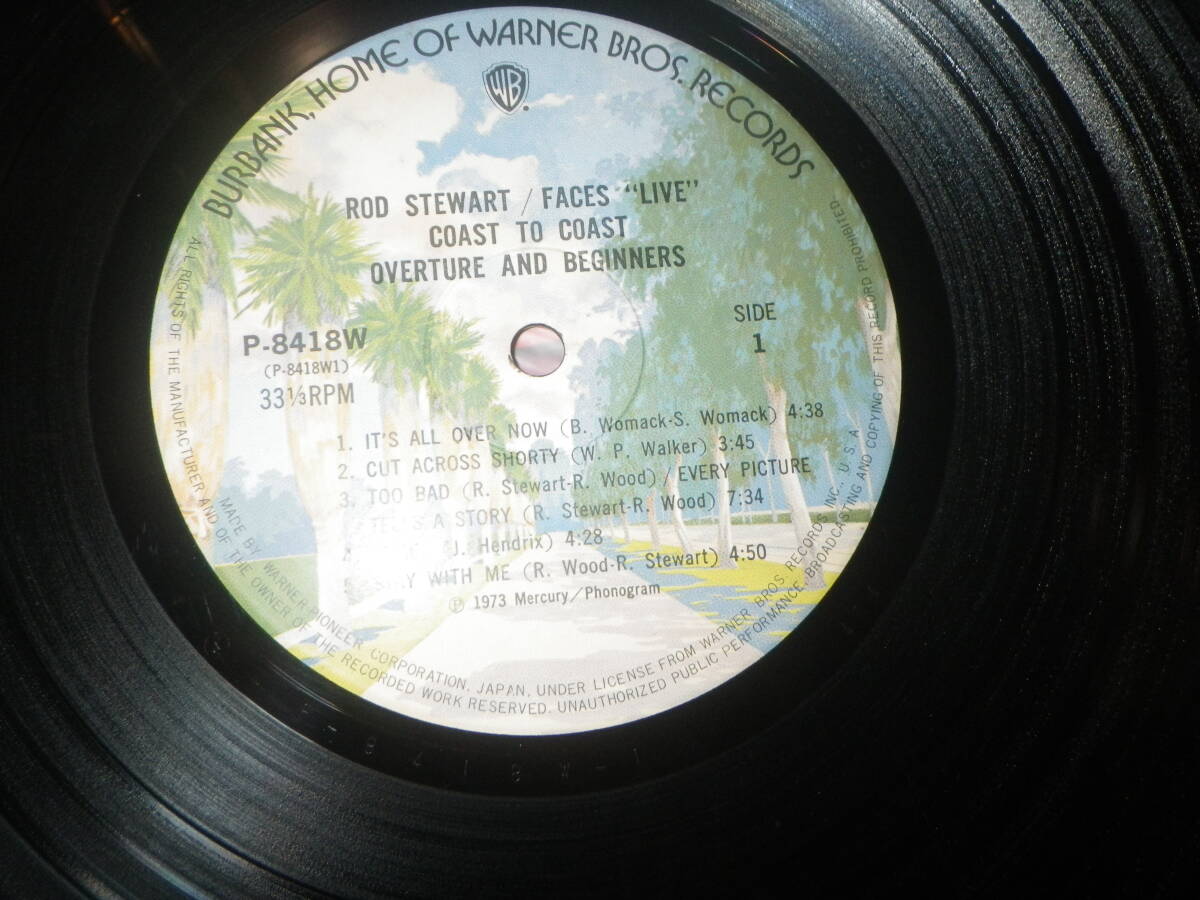 BURBANK, HOME OF WARNER BROS. RECORDS
WB
ROD STEWART / FACES "LIVE"
COAST TO COAST
OVERTURE AND BEGINNERS
P-8418W
(P-8418W1)
33⅓RPM
SIDE
1
1. IT'S ALL OVER NOW (B. Womack-S. Womack) 4:38
2. CUT ACROSS SHORTY (W. P. Walker) 3:45
3. TOO BAD (R. Stewart-R. Wood) / EVERY PICTURE
A STORY (R. Stewart-R. Wood) 7:34
(J. Hendrix) 4:28
WITH ME (R. Wood-R. Stewart) 4:50
Ⓟ 1973 Mercury/Phonogram
MADE BY WARNER-PIONEER CORPORATION, JAPAN, UNDER LICENSE FROM WARNER BROS. RECORDS INC., U.S.A
ALL RIGHTS OF THE MANUFACTURER AND OF THE OWNER OF THE RECORDED WORK RESERVED. UNAUTHORIZED PUBLIC PERFORMANCE, BROADCASTING AND COPYING OF THIS RECORD PROHIBITED